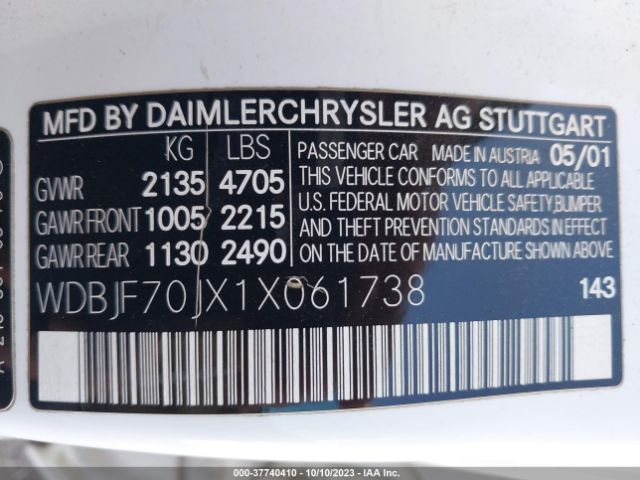 MFD BY DAIMLERCHRYSLER AG STUTTGART
KG LBS
GVWR 2135 4705
GAWR FRONT 1005 2215
GAWR REAR 1130 2490
PASSENGER CAR MADE IN AUSTRIA 05/01
THIS VEHICLE CONFORMS TO ALL APPLICABLE
U.S. FEDERAL MOTOR VEHICLE SAFETY,BUMPER
AND THEFT PREVENTION STANDARDS IN EFFECT
ON THE DATE OF MANUFACTURE SHOWN ABOVE
WDBJF70JX1X061738 143
000-37740410 - 10/10/2023 - IAA Inc.